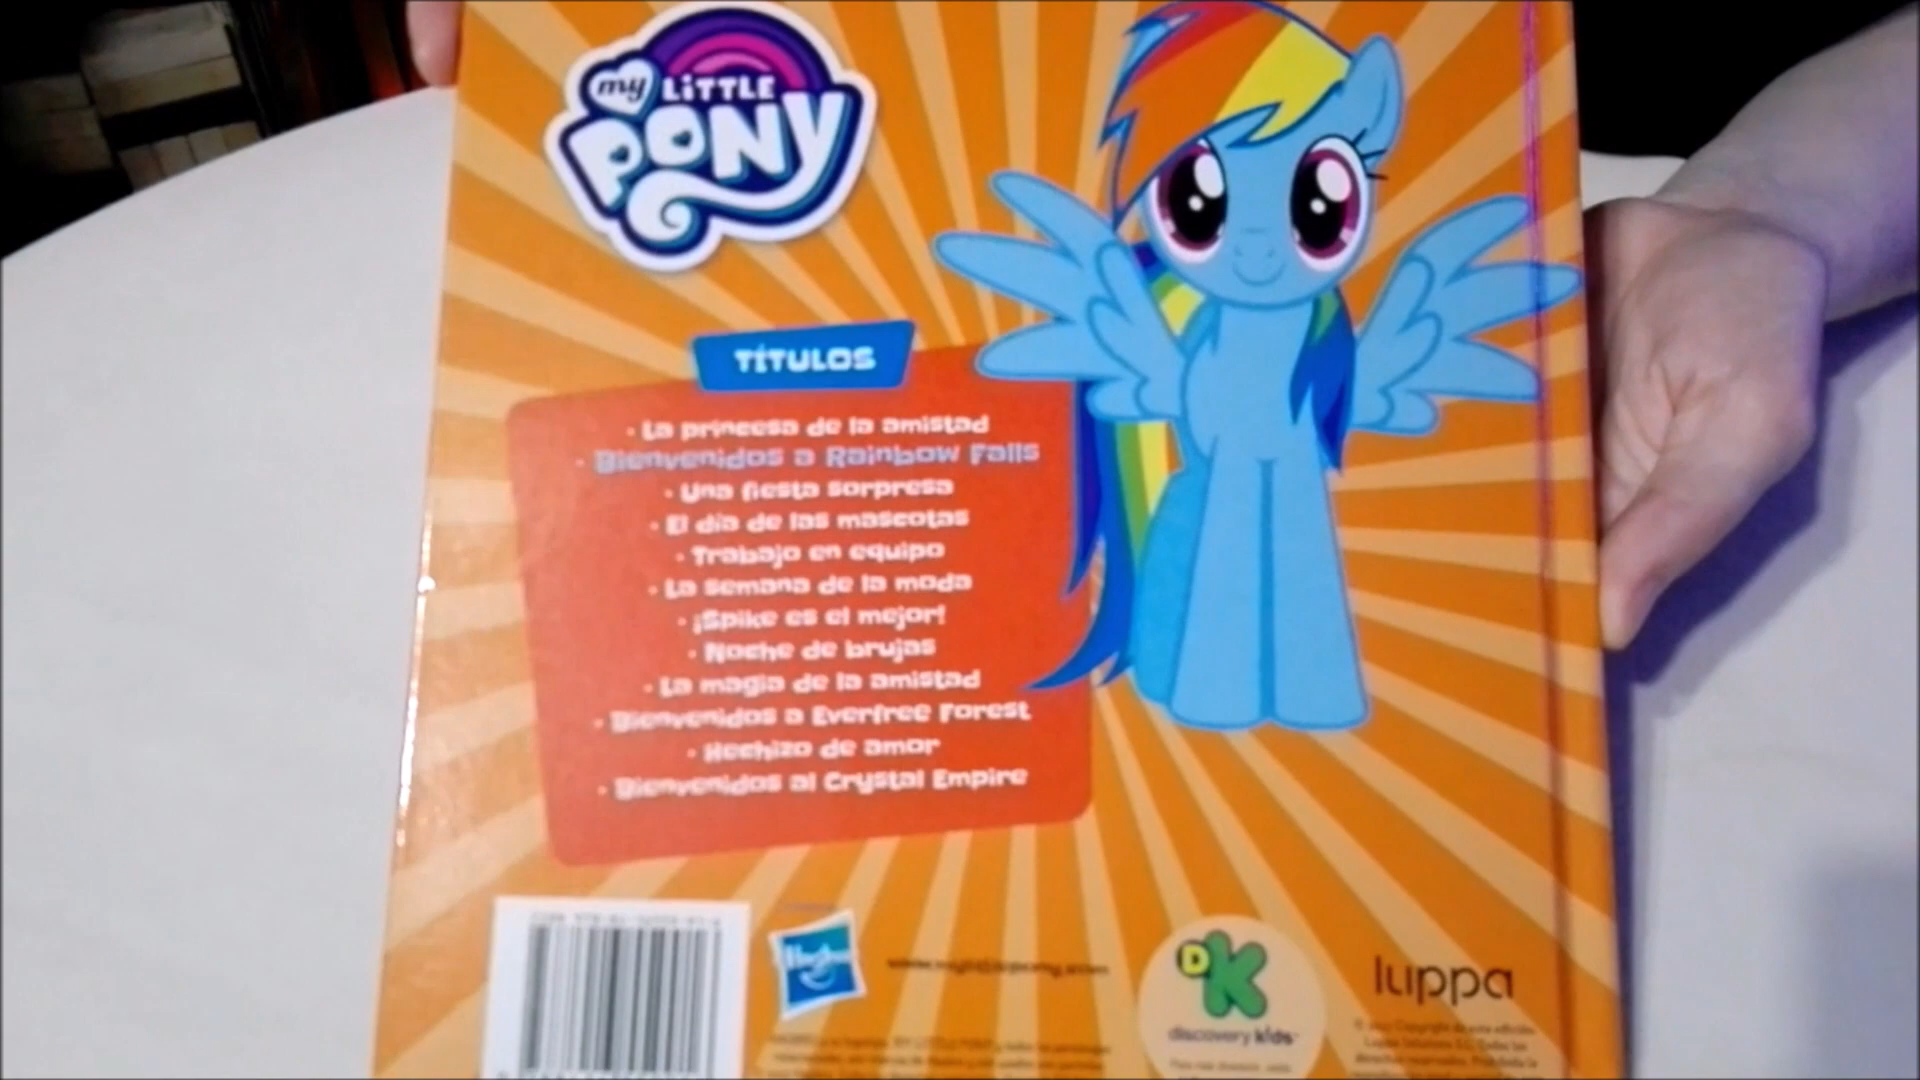 my LiTTLE
PONY
TÍTULOS
· La princesa de la amistad
· Bienvenidos a Rainbow Falls
· Una fiesta sorpresa
· El día de las mascotas
· Trabajo en equipo
· La semana de la moda
· ¡Spike es el mejor!
· Noche de brujas
· La magia de la amistad
· Bienvenidos a Everfree Forest
· Hechizo de amor
· Bienvenidos al Crystal Empire
Hasbro
DK
discovery kids
luppa